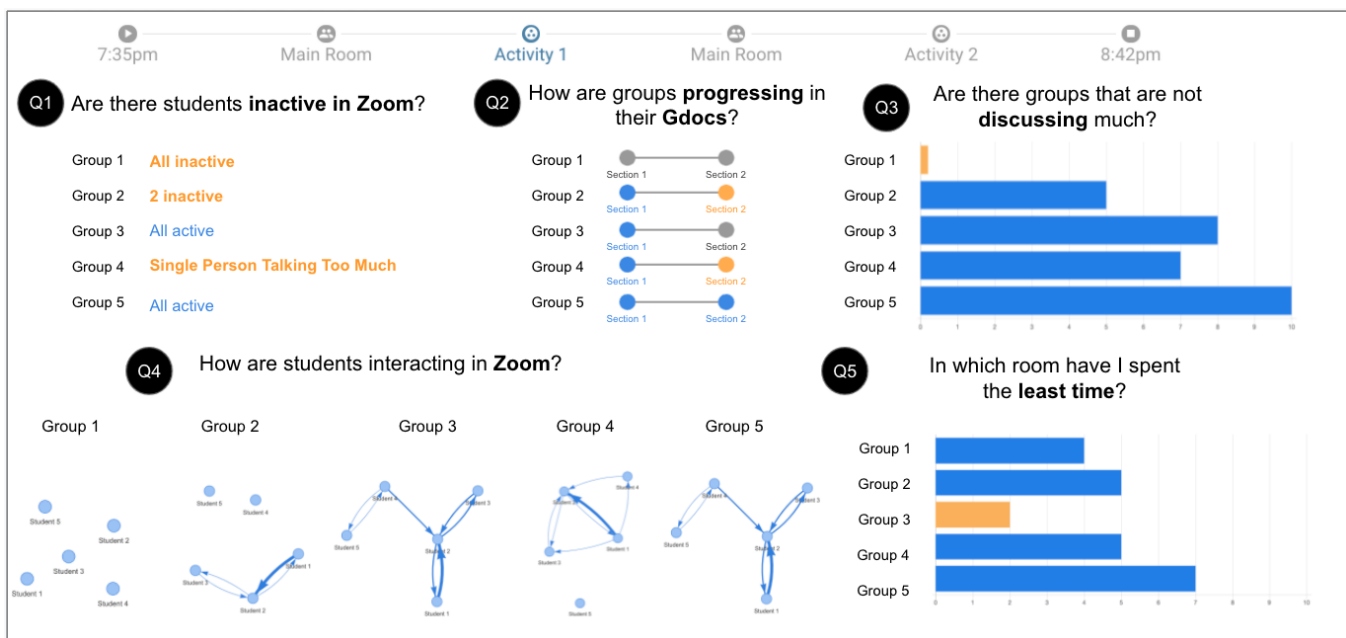 7:35pm
Main Room
Activity 1
Main Room
Activity 2
8:42pm
Q1
Are there students inactive in Zoom?
Group 1 All inactive
Group 2 2 inactive
Group 3 All active
Group 4 Single Person Talking Too Much
Group 5 All active
Q2
How are groups progressing in
their Gdocs?
Group 1
Section 1 Section 2
Group 2
Section 1 Section 2
Group 3
Section 1 Section 2
Group 4
Section 1 Section 2
Group 5
Section 1 Section 2
Q3
Are there groups that are not
discussing much?
Group 1
Group 2
Group 3
Group 4
Group 5
0 1 2 3 4 5 6 7 8 9 10
Q4
How are students interacting in Zoom?
Group 1
Student 5
Student 2
Student 3
Student 1
Student 4
Group 2
Student 5
Student 4
Student 1
Student 3
Student 2
Group 3
Student 4
Student 3
Student 5
Student 2
Student 1
Group 4
Student 4
Student 1
Student 3
Student 5
Group 5
Student 4
Student 3
Student 5
Student 2
Student 1
Q5
In which room have I spent
the least time?
Group 1
Group 2
Group 3
Group 4
Group 5
0 1 2 3 4 5 6 7 8 9 10